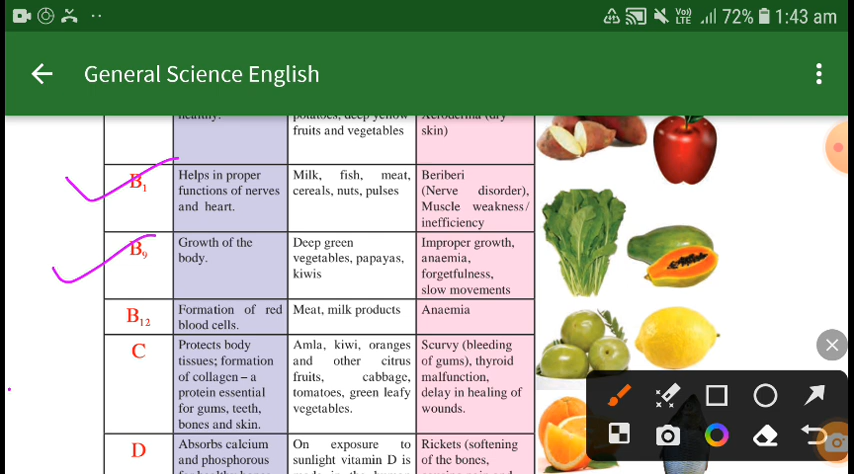 Vo))
LTE
72%
1:43 am
General Science English
healthy.
potatoes, deep yellow
fruits and vegetables
Xeroderma (dry
skin)
B1
Helps in proper
functions of nerves
and heart.
Milk, fish, meat,
cereals, nuts, pulses
Beriberi
(Nerve disorder),
Muscle weakness/
inefficiency
B9
Growth of the
body.
Deep green
vegetables, papayas,
kiwis
Improper growth,
anaemia,
forgetfulness,
slow movements
B12
Formation of red
blood cells.
Meat, milk products
Anaemia
C
Protects body
tissues; formation
of collagen – a
protein essential
for gums, teeth,
bones and skin.
Amla, kiwi, oranges
and other citrus
fruits, cabbage,
tomatoes, green leafy
vegetables.
Scurvy (bleeding
of gums), thyroid
malfunction,
delay in healing of
wounds.
D
Absorbs calcium
and phosphorous
On exposure to
sunlight vitamin D is
Rickets (softening
of the bones,